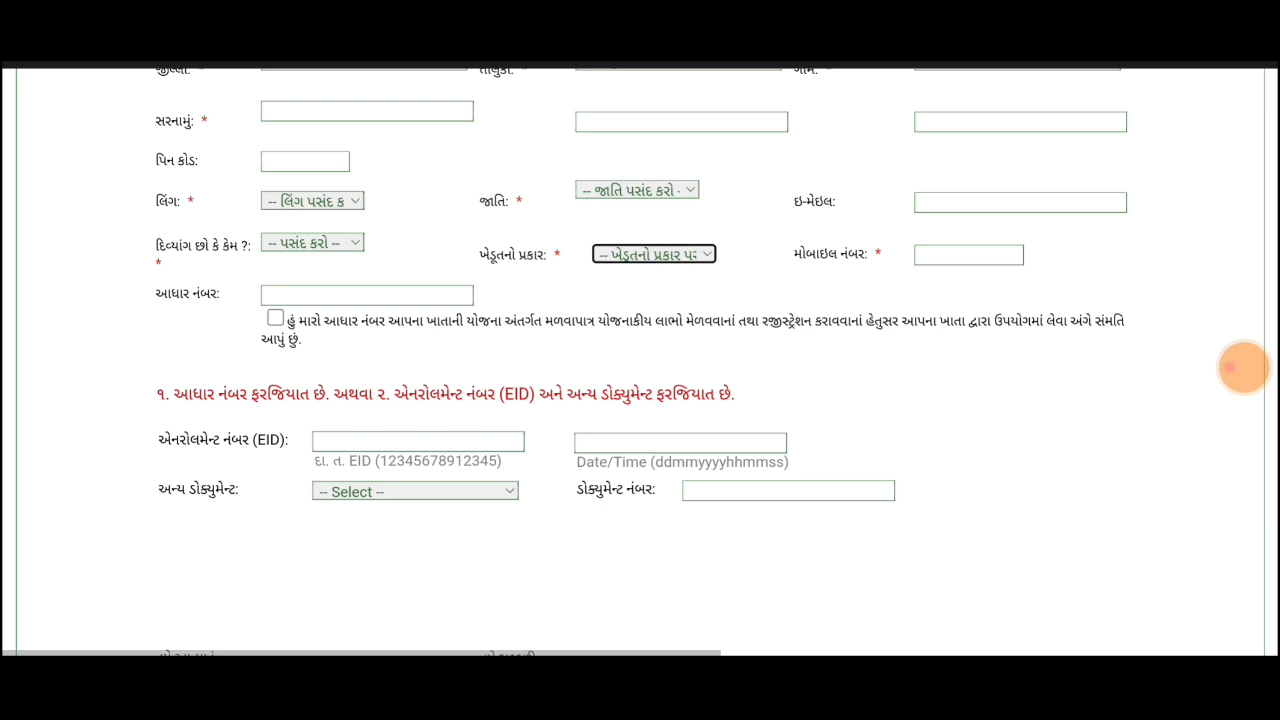 જીલ્લો: * તાલુકો: * ગામ: *
સરનામું: *
પિન કોડ:
લિંગ: * -- લિંગ પસંદ ક જાતિ: * -- જાતિ પસંદ કરો - ઇ-મેઇલ:
દિવ્યાંગ છો કે કેમ ?: -- પસંદ કરો -- ખેડૂતનો પ્રકાર: * -- ખેડૂતનો પ્રકાર પર મોબાઇલ નંબર: *
*
આધાર નંબર:
હું મારો આધાર નંબર આપના ખાતાની યોજના અંતર્ગત મળવાપાત્ર યોજનાકીય લાભો મેળવવાનાં તથા રજીસ્ટ્રેશન કરાવવાનાં હેતુસર આપના ખાતા દ્વારા ઉપયોગમાં લેવા અંગે સંમતિ
આપું છું.
૧. આધાર નંબર ફરજિયાત છે. અથવા ૨. એનરોલમેન્ટ નંબર (EID) અને અન્ય ડોક્યુમેન્ટ ફરજિયાત છે.
એનરોલમેન્ટ નંબર (EID):
દા. ત. EID (12345678912345) Date/Time (ddmmyyyyhhmmss)
અન્ય ડોક્યુમેન્ટ: -- Select -- ડોક્યુમેન્ટ નંબર: